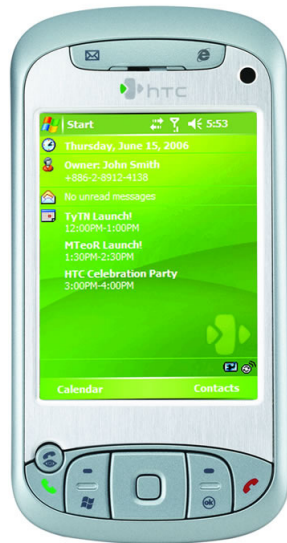 htc
Start 5:53
Thursday, June 15, 2006
Owner: John Smith
+886-2-8912-4138
No unread messages
TyTN Launch!
12:00PM-1:00PM
MTeoR Launch!
1:30PM-2:30PM
HTC Celebration Party
3:00PM-4:00PM
Calendar Contacts
ok